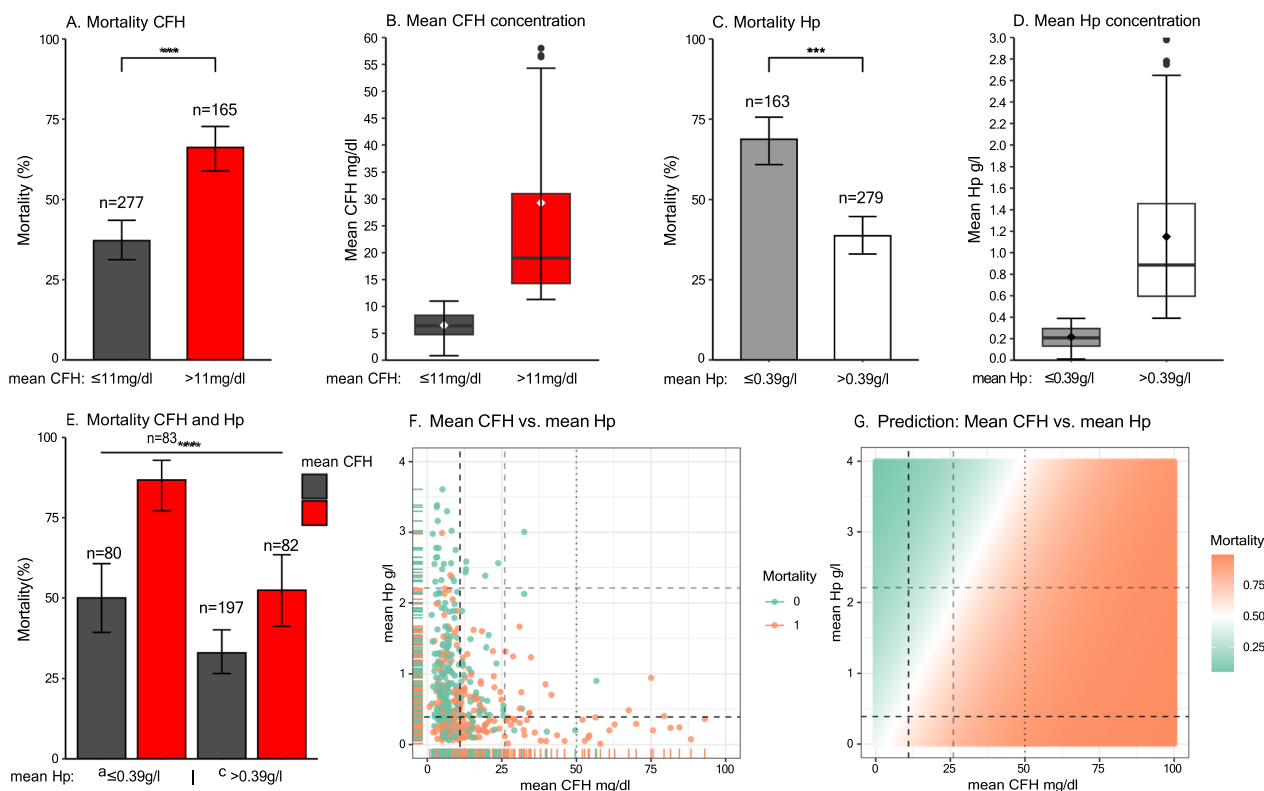 A. Mortality CFH
B. Mean CFH concentration
C. Mortality Hp
D. Mean Hp concentration
Mortality (%)
100
75
50
25
0
****
n=277
n=165
mean CFH: ≤11mg/dl >11mg/dl
Mean CFH mg/dl
60
55
50
45
40
35
30
25
20
15
10
5
0
mean CFH: ≤11mg/dl >11mg/dl
Mortality (%)
100
75
50
25
0
***
n=163
n=279
mean Hp: ≤0.39g/l >0.39g/l
Mean Hp g/l
3.0
2.8
2.6
2.4
2.2
2.0
1.8
1.6
1.4
1.2
1.0
0.8
0.6
0.4
0.2
0.0
mean Hp: ≤0.39g/l >0.39g/l
E. Mortality CFH and Hp
Mortality(%)
100
75
50
25
0
n=83
****
n=80
n=197
n=82
mean CFH
mean Hp: a≤0.39g/l | c >0.39g/l
F. Mean CFH vs. mean Hp
mean Hp g/l
4
3
2
1
0
0 25 50 75 100
mean CFH mg/dl
Mortality
0
1
G. Prediction: Mean CFH vs. mean Hp
mean Hp g/l
4
3
2
1
0
0 25 50 75 100
mean CFH mg/dl
Mortality
0.75
0.50
0.25